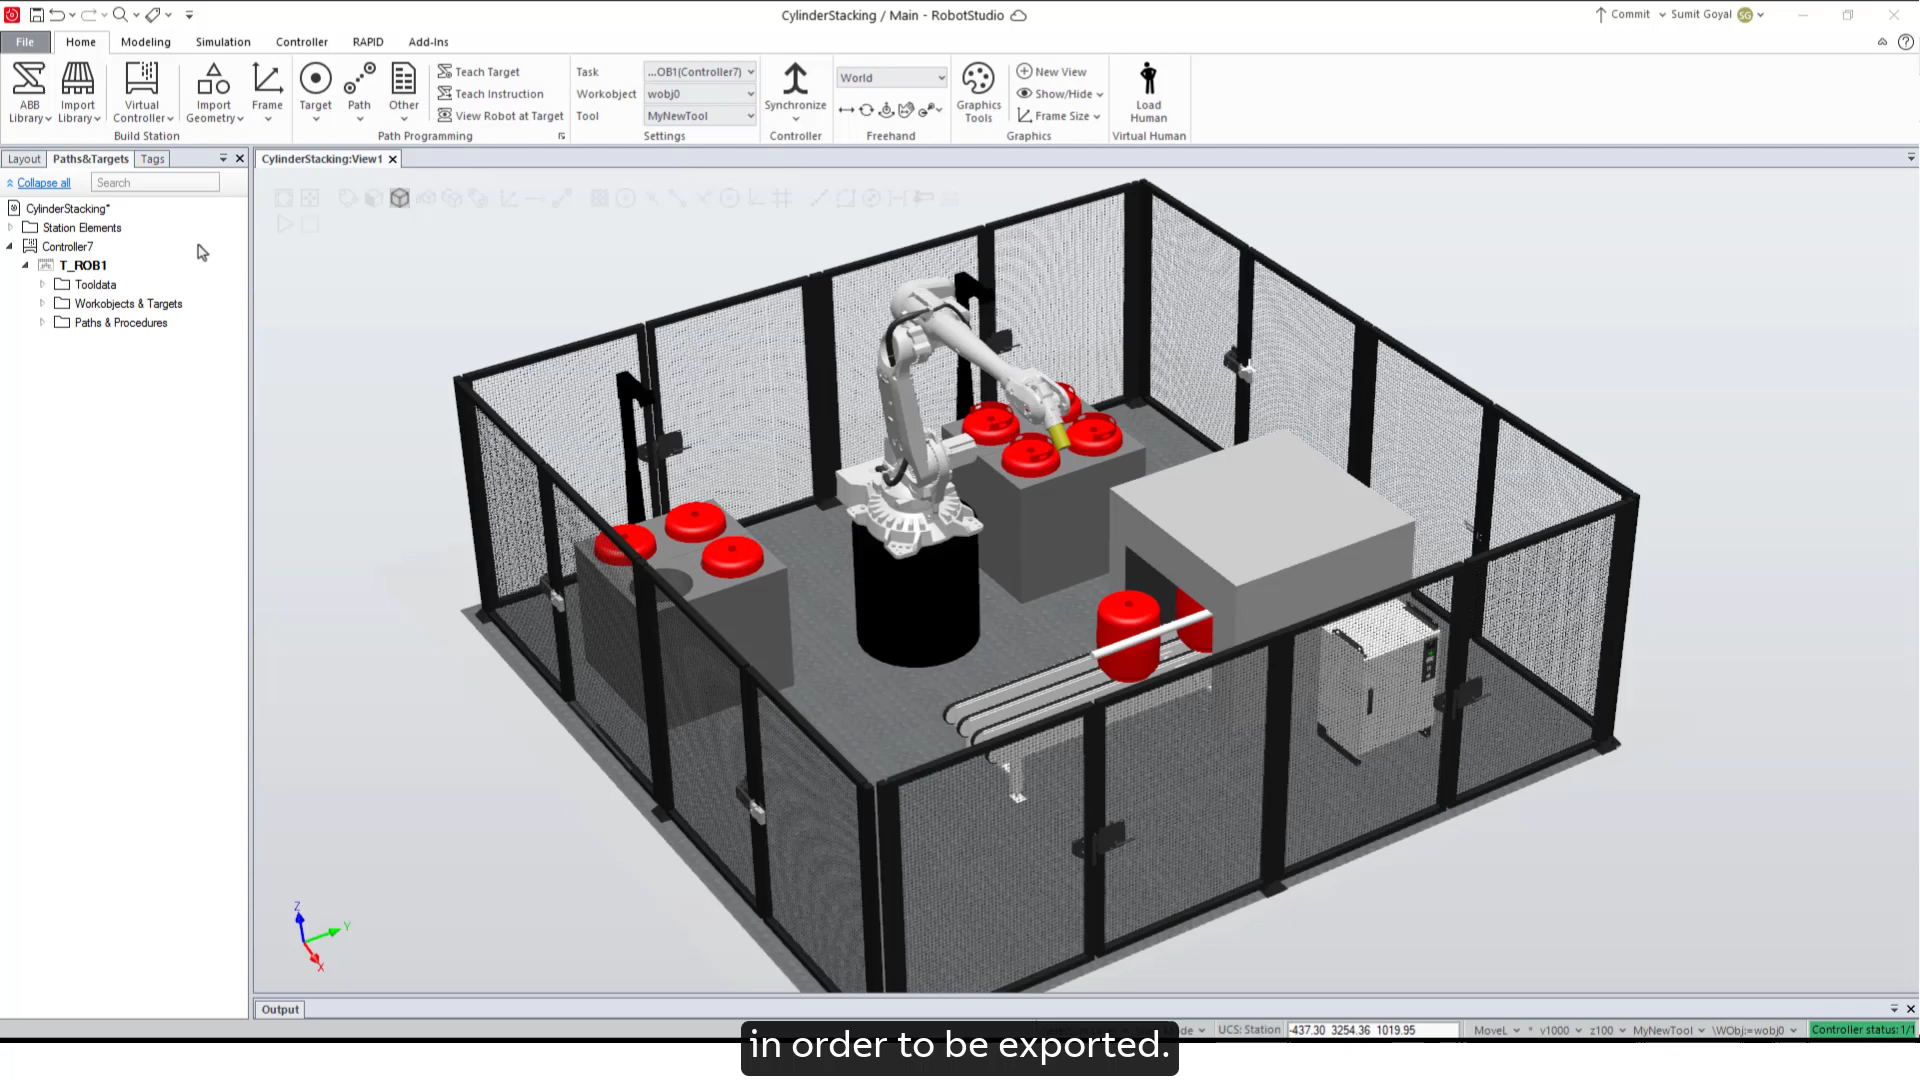 CylinderStacking / Main - RobotStudio
Commit
Sumit Goyal
SG
File
Home
Modeling
Simulation
Controller
RAPID
Add-Ins
ABB Library
Import Library
Virtual Controller
Build Station
Import Geometry
Frame
Target
Path
Other
Teach Target
Teach Instruction
View Robot at Target
Path Programming
Task ...OB1(Controller7)
Workobject wobj0
Tool MyNewTool
Settings
Synchronize
Controller
World
Freehand
Graphics Tools
New View
Show/Hide
Frame Size
Graphics
Load Human
Virtual Human
Layout
Paths&Targets
Tags
CylinderStacking:View1
Collapse all
Search
CylinderStacking*
Station Elements
Controller7
T_ROB1
Tooldata
Workobjects & Targets
Paths & Procedures
Z
Y
X
Output
UCS: Station
-437.30 3254.36 1019.95
MoveL * v1000 z100 MyNewTool \WObj:=wobj0
Controller status: 1/1
in order to be exported.